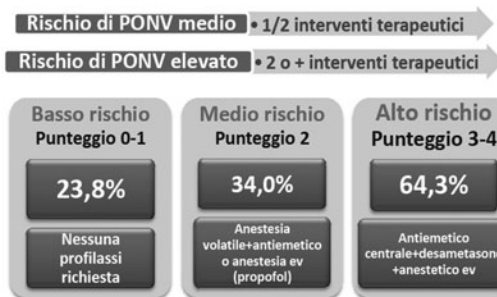 Rischio di PONV medio • 1/2 interventi terapeutici
Rischio di PONV elevato • 2 o + interventi terapeutici
Basso rischio
Punteggio 0-1
23,8%
Nessuna
profilassi
richiesta
Medio rischio
Punteggio 2
34,0%
Anestesia
volatile+antiemetico
o anestesia ev
(propofol)
Alto rischio
Punteggio 3-4
64,3%
Antiemetico
centrale+desametasone
+anestetico ev